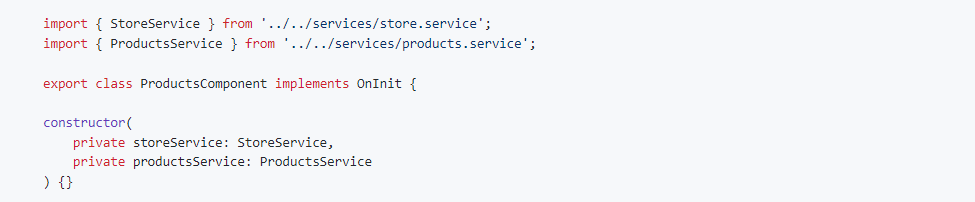 import { StoreService } from '../../services/store.service';
import { ProductsService } from '../../services/products.service';
export class ProductsComponent implements OnInit {
constructor(
private storeService: StoreService,
private productsService: ProductsService
) {}